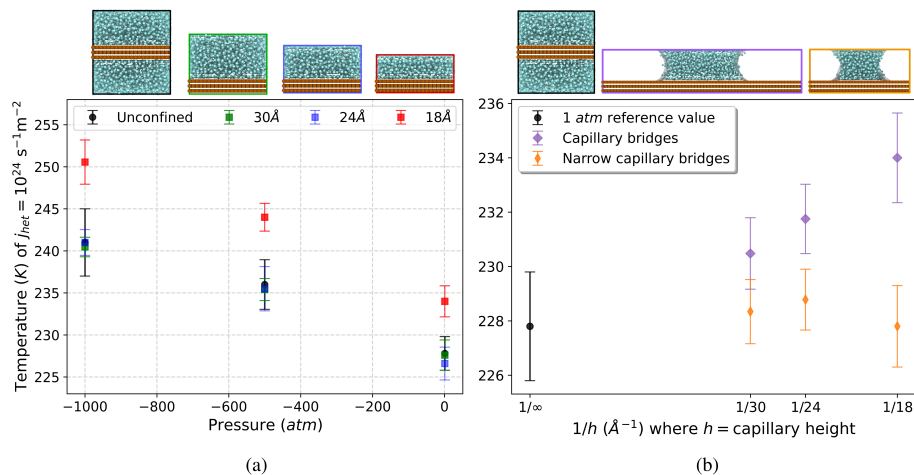 255
250
245
240
235
230
225
Temperature (K) of j_het = 10^24 s^-1 m^-2
Unconfined
30Å
24Å
18Å
−1000
−800
−600
−400
−200
0
Pressure (atm)
(a)
236
234
232
230
228
226
1 atm reference value
Capillary bridges
Narrow capillary bridges
1/∞
1/30
1/24
1/18
1/h (Å^-1) where h = capillary height
(b)